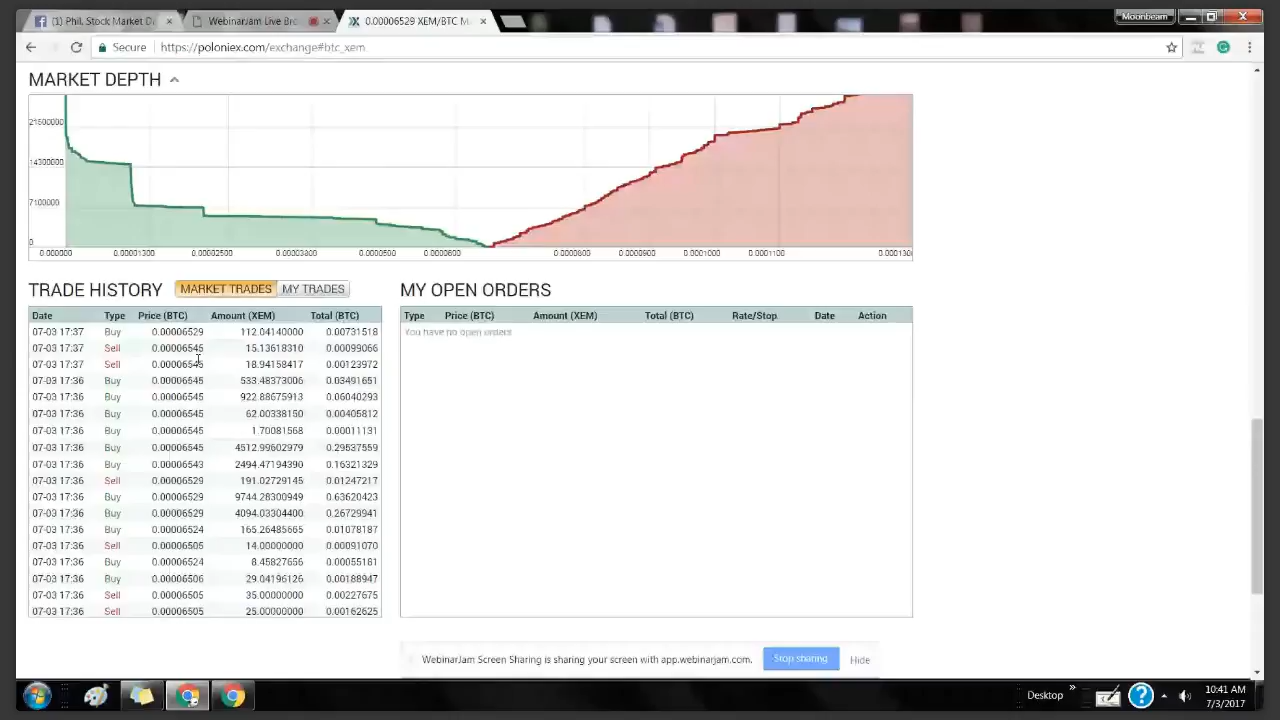 (1) Phil. Stock Market D
WebinarJam Live Bro
0.00006529 XEM/BTC M
Moonbeam
Secure https://poloniex.com/exchange#btc_xem
MARKET DEPTH
21500000
14300000
7100000
0
0.000000 0.00001300 0.00002500 0.00003800 0.0000500 0.0000600 0.0000800 0.0000900 0.0001000 0.0001100 0.000130
TRADE HISTORY MARKET TRADES MY TRADES MY OPEN ORDERS
Date Type Price (BTC) Amount (XEM) Total (BTC) Type Price (BTC) Amount (XEM) Total (BTC) Rate/Stop Date Action
07-03 17:37 Buy 0.00006529 112.04140000 0.00731518 You have no open orders
07-03 17:37 Sell 0.00006545 15.13618310 0.00099066
07-03 17:37 Sell 0.00006545 18.94158417 0.00123972
07-03 17:36 Buy 0.00006545 533.48373006 0.03491651
07-03 17:36 Buy 0.00006545 922.88675913 0.06040293
07-03 17:36 Buy 0.00006545 62.00338150 0.00405812
07-03 17:36 Buy 0.00006545 1.70081568 0.00011131
07-03 17:36 Buy 0.00006545 4512.99602979 0.29537559
07-03 17:36 Buy 0.00006543 2494.47194390 0.16321329
07-03 17:36 Sell 0.00006529 191.02729145 0.01247217
07-03 17:36 Buy 0.00006529 9744.28300949 0.63620423
07-03 17:36 Buy 0.00006529 4094.03304400 0.26729941
07-03 17:36 Buy 0.00006524 165.26485665 0.01078187
07-03 17:36 Sell 0.00006505 14.00000000 0.00091070
07-03 17:36 Buy 0.00006524 8.45827656 0.00055181
07-03 17:36 Buy 0.00006506 29.04196126 0.00188947
07-03 17:36 Sell 0.00006505 35.00000000 0.00227675
07-03 17:36 Sell 0.00006505 25.00000000 0.00162625
WebinarJam Screen Sharing is sharing your screen with app.webinarjam.com. Stop sharing Hide
Desktop
10:41 AM
7/3/2017